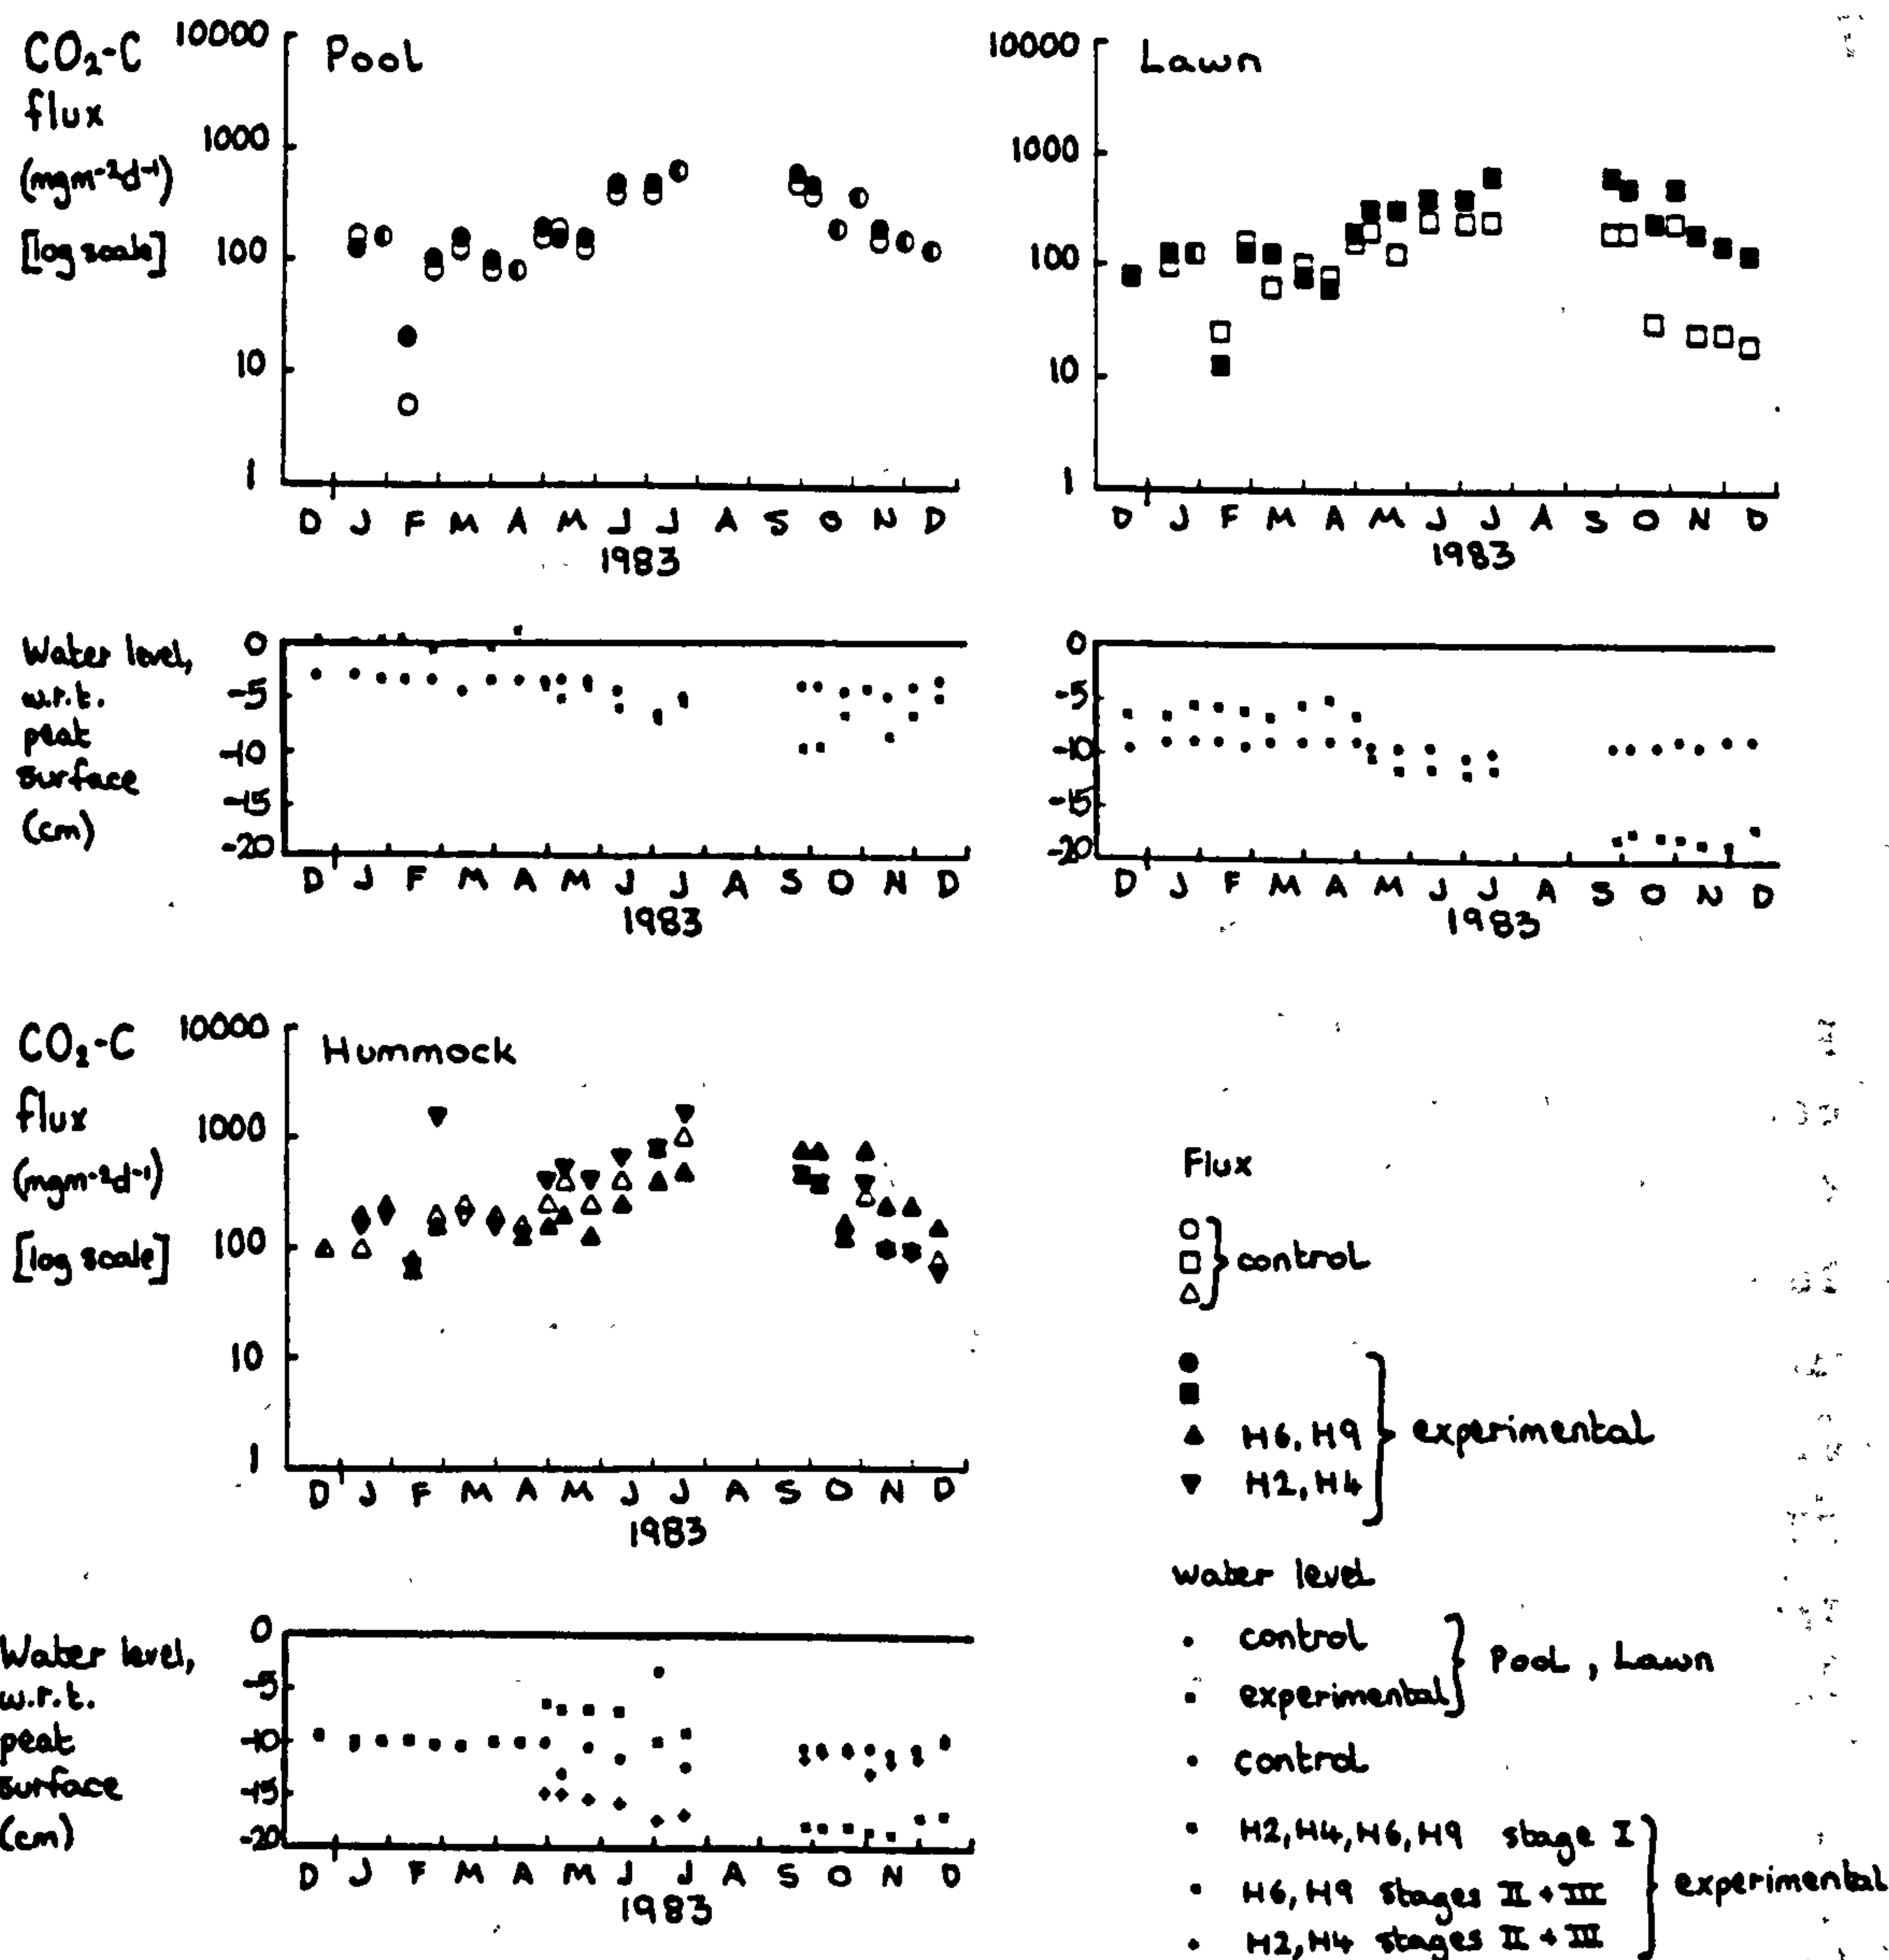 CO₂-C
flux
(mgm⁻²d⁻¹)
[log scale]
10000
1000
100
10
1
Pool
D J F M A M J J A S O N D
1983
10000
1000
100
10
1
Lawn
D J F M A M J J A S O N D
1983
Water level,
w.r.t.
peat
surface
(cm)
0
-5
-10
-15
-20
D J F M A M J J A S O N D
1983
0
-5
-10
-15
-20
D J F M A M J J A S O N D
1983
CO₂-C
flux
(mgm⁻²d⁻¹)
[log scale]
10000
1000
100
10
1
Hummock
D J F M A M J J A S O N D
1983
Flux
control
H6, H9
H2, H4
experimental
Water level,
w.r.t.
peat
surface
(cm)
0
-5
-10
-15
-20
D J F M A M J J A S O N D
1983
water level
control
experimental
Pool, Lawn
control
H2, H4, H6, H9 stage I
H6, H9 stages II + III
H2, H4 stages II + III
experimental